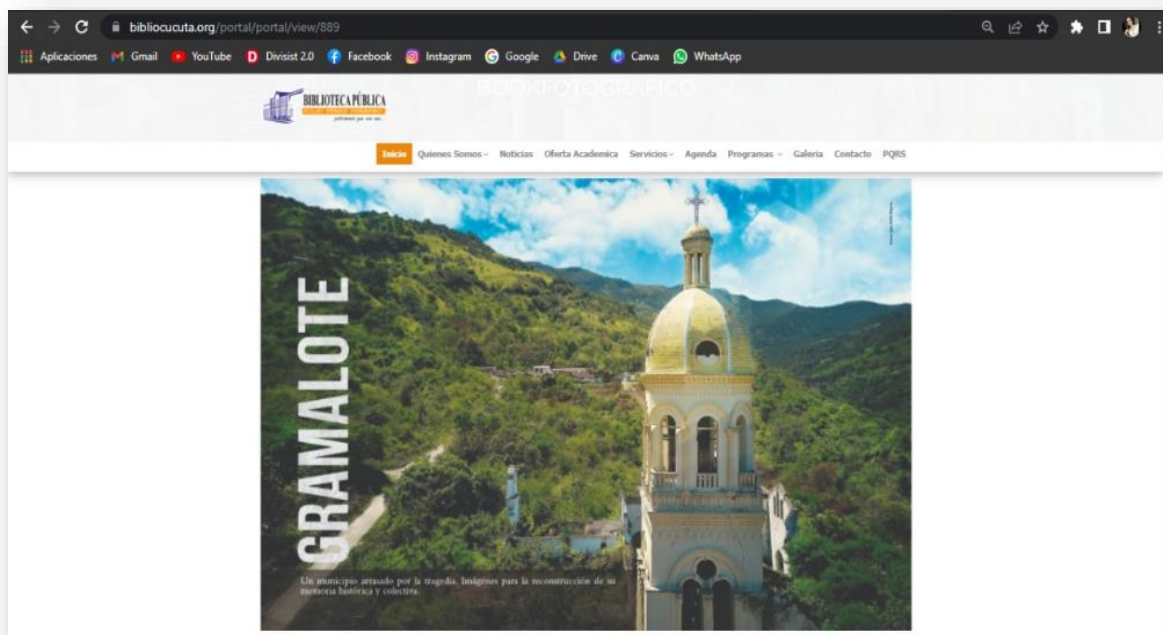 bibliocucuta.org/portal/portal/view/889
Aplicaciones Gmail YouTube Divisist 2.0 Facebook Instagram Google Drive Canva WhatsApp
BOOK FOTOGRÁFICO
BIBLIOTECA PÚBLICA
Inicio Quienes Somos Noticias Oferta Academica Servicios Agenda Programas Galeria Contacto PQRS
GRAMALOTE
Un municipio arrasado por la tragedia. Imágenes para la reconstrucción de su
memoria histórica y colectiva.